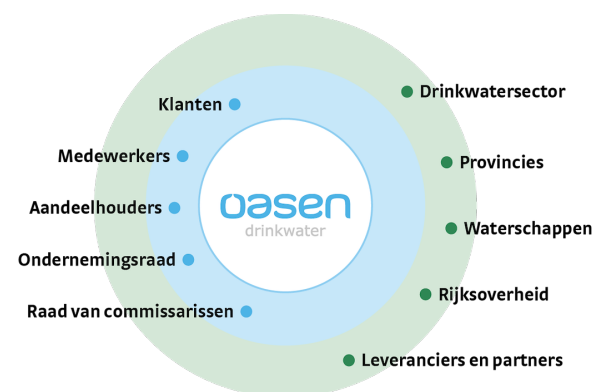 Klanten
Medewerkers
Aandeelhouders
Ondernemingsraad
Raad van commissarissen
oasen
drinkwater
Drinkwatersector
Provincies
Waterschappen
Rijksoverheid
Leveranciers en partners